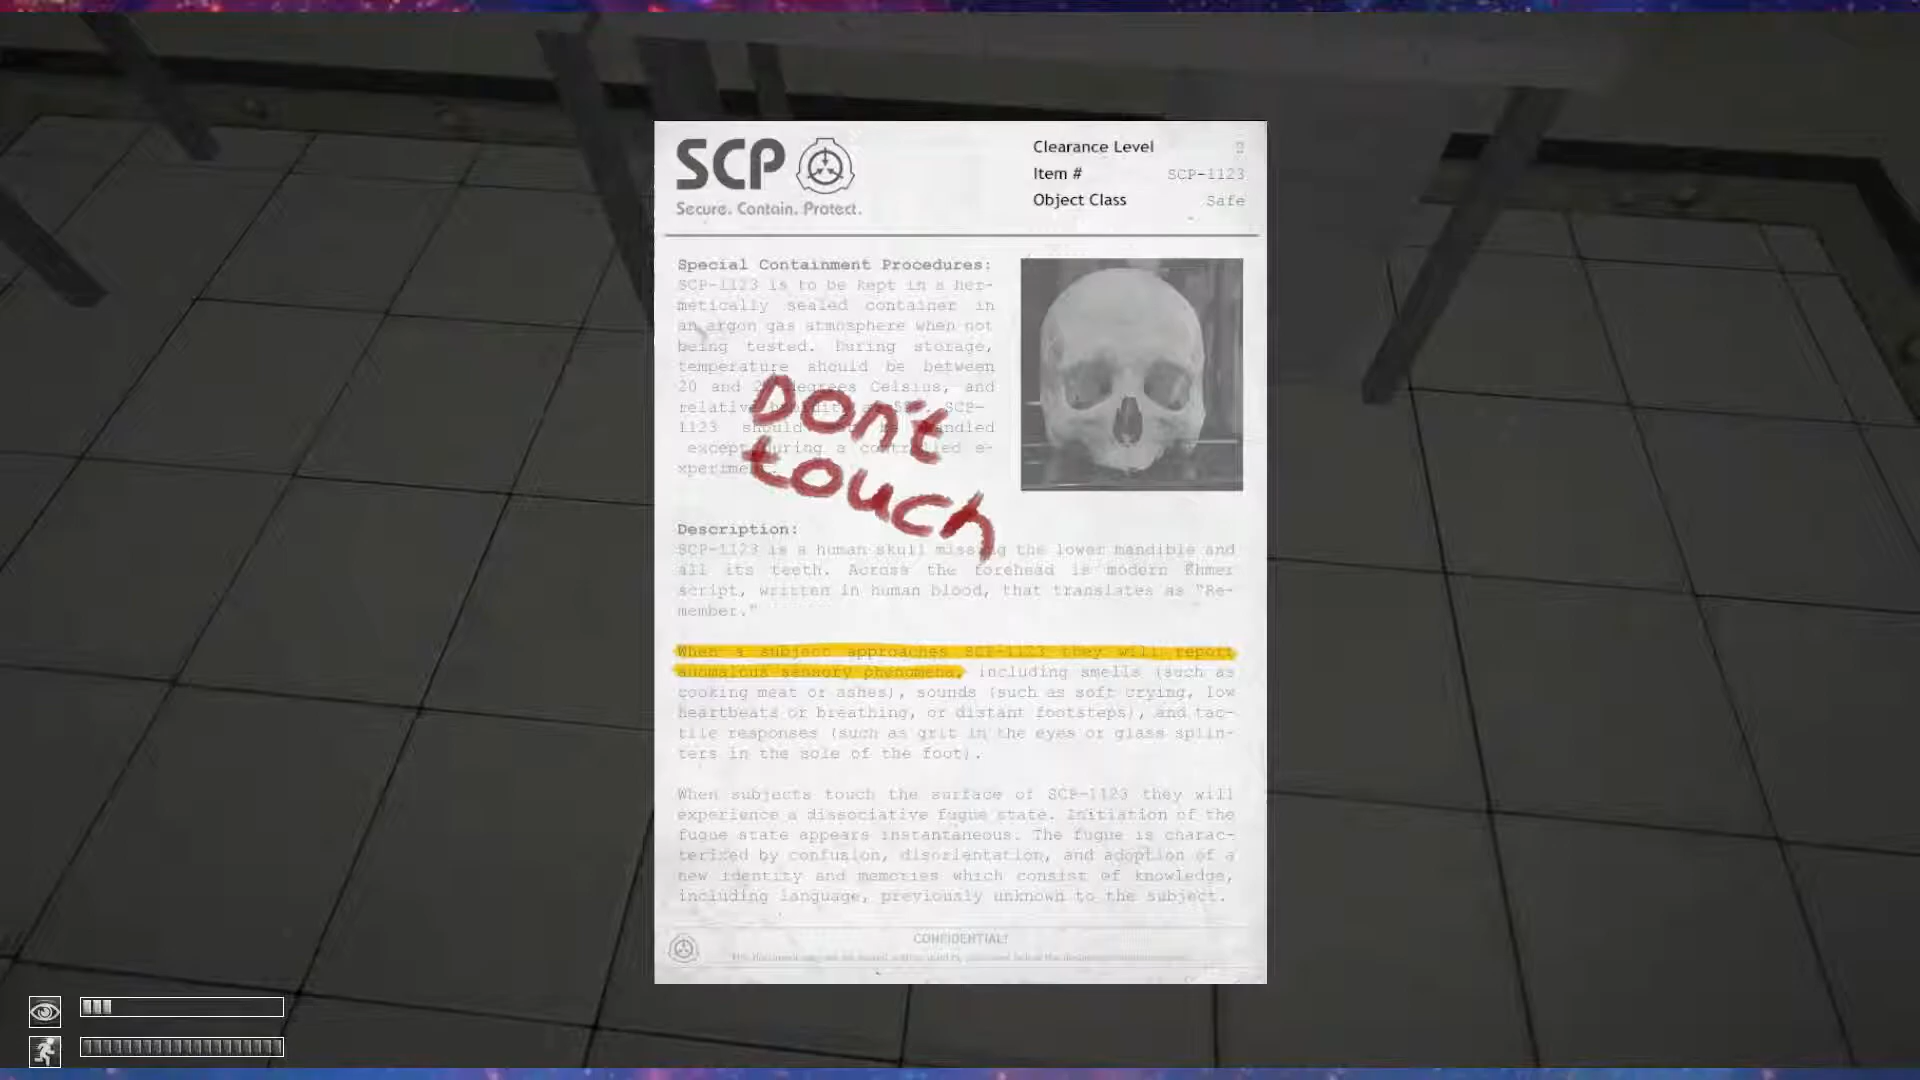 SCP
Secure. Contain. Protect.
Clearance Level
Item # SCP-1123
Object Class Safe
Special Containment Procedures:
SCP-1123 is to be kept in a her-
metically sealed container in
an argon gas atmosphere when not
being tested. During storage,
temperature should be between
20 and degrees Celsius, and
relative humidity SCP-
1123 should be handled
except during a controlled e-
xperiment
Don't
touch
Description:
SCP-1123 is a human skull missing the lower mandible and
all its teeth. Across the forehead is modern Khmer
script, written in human blood, that translates as "Re-
member."
When a subject approaches SCP-1123 they will report
anomalous sensory phenomena, including smells (such as
cooking meat or ashes), sounds (such as soft crying, low
heartbeats or breathing, or distant footsteps), and tac-
tile responses (such as grit in the eyes or glass splin-
ters in the sole of the foot).
When subjects touch the surface of SCP-1123 they will
experience a dissociative fugue state. Initiation of the
fugue state appears instantaneous. The fugue is charac-
terized by confusion, disorientation, and adoption of a
new identity and memories which consist of knowledge,
including language, previously unknown to the subject.
CONFIDENTIAL!